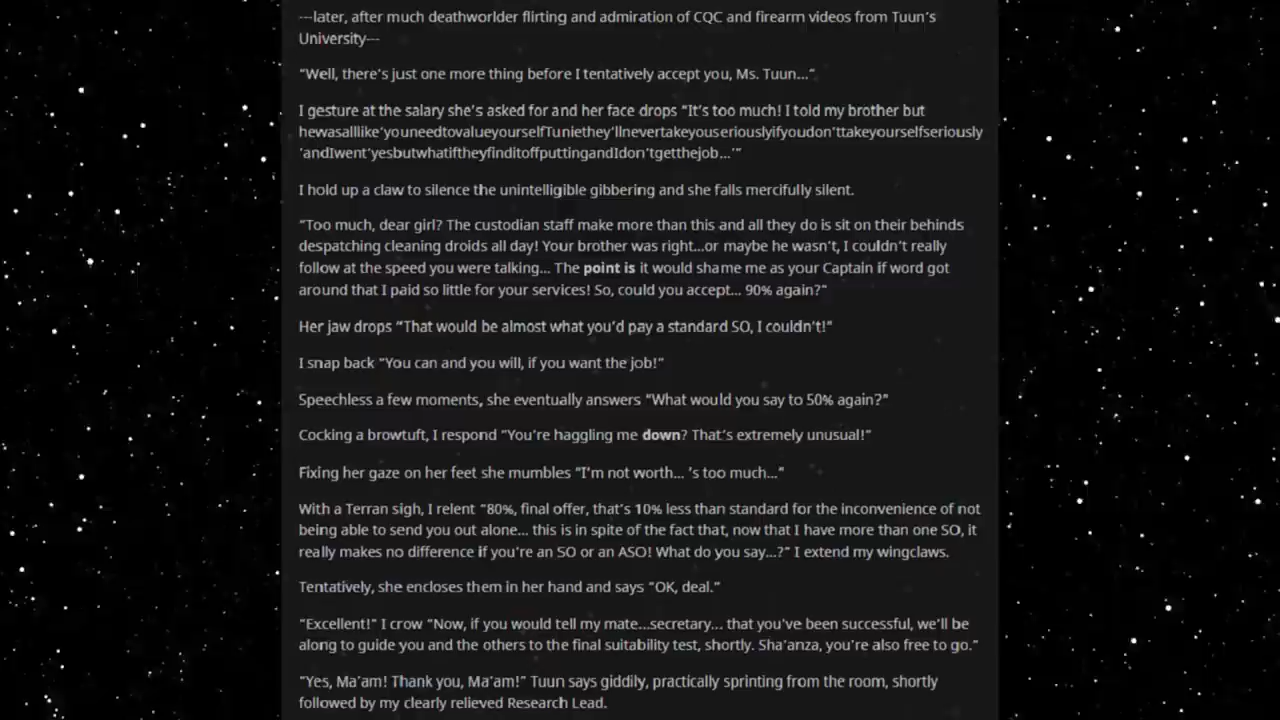 ---later, after much deathworlder flirting and admiration of CQC and firearm videos from Tuun's
University---
"Well, there's just one more thing before I tentatively accept you, Ms. Tuun..."
I gesture at the salary she's asked for and her face drops "It's too much! I told my brother but
hewasalllike'youneedtovalueyourselfTuniethey'llnevertakeyouseriouslyifyoudon'ttakeyourselfseriously
'andIwent'yesbutwhatiftheyfinditoffputtingandIdon'tgetthejob...'"
I hold up a claw to silence the unintelligible gibbering and she falls mercifully silent.
"Too much, dear girl? The custodian staff make more than this and all they do is sit on their behinds
despatching cleaning droids all day! Your brother was right...or maybe he wasn't, I couldn't really
follow at the speed you were talking... The point is it would shame me as your Captain if word got
around that I paid so little for your services! So, could you accept... 90% again?"
Her jaw drops "That would be almost what you'd pay a standard SO, I couldn't!"
I snap back "You can and you will, if you want the job!"
Speechless a few moments, she eventually answers "What would you say to 50% again?"
Cocking a browtuft, I respond "You're haggling me down? That's extremely unusual!"
Fixing her gaze on her feet she mumbles "I'm not worth... 's too much..."
With a Terran sigh, I relent "80%, final offer, that's 10% less than standard for the inconvenience of not
being able to send you out alone... this is in spite of the fact that, now that I have more than one SO, it
really makes no difference if you're an SO or an ASO! What do you say...?" I extend my wingclaws.
Tentatively, she encloses them in her hand and says "OK, deal."
"Excellent!" I crow "Now, if you would tell my mate...secretary... that you've been successful, we'll be
along to guide you and the others to the final suitability test, shortly. Sha'anza, you're also free to go."
"Yes, Ma'am! Thank you, Ma'am!" Tuun says giddily, practically sprinting from the room, shortly
followed by my clearly relieved Research Lead.